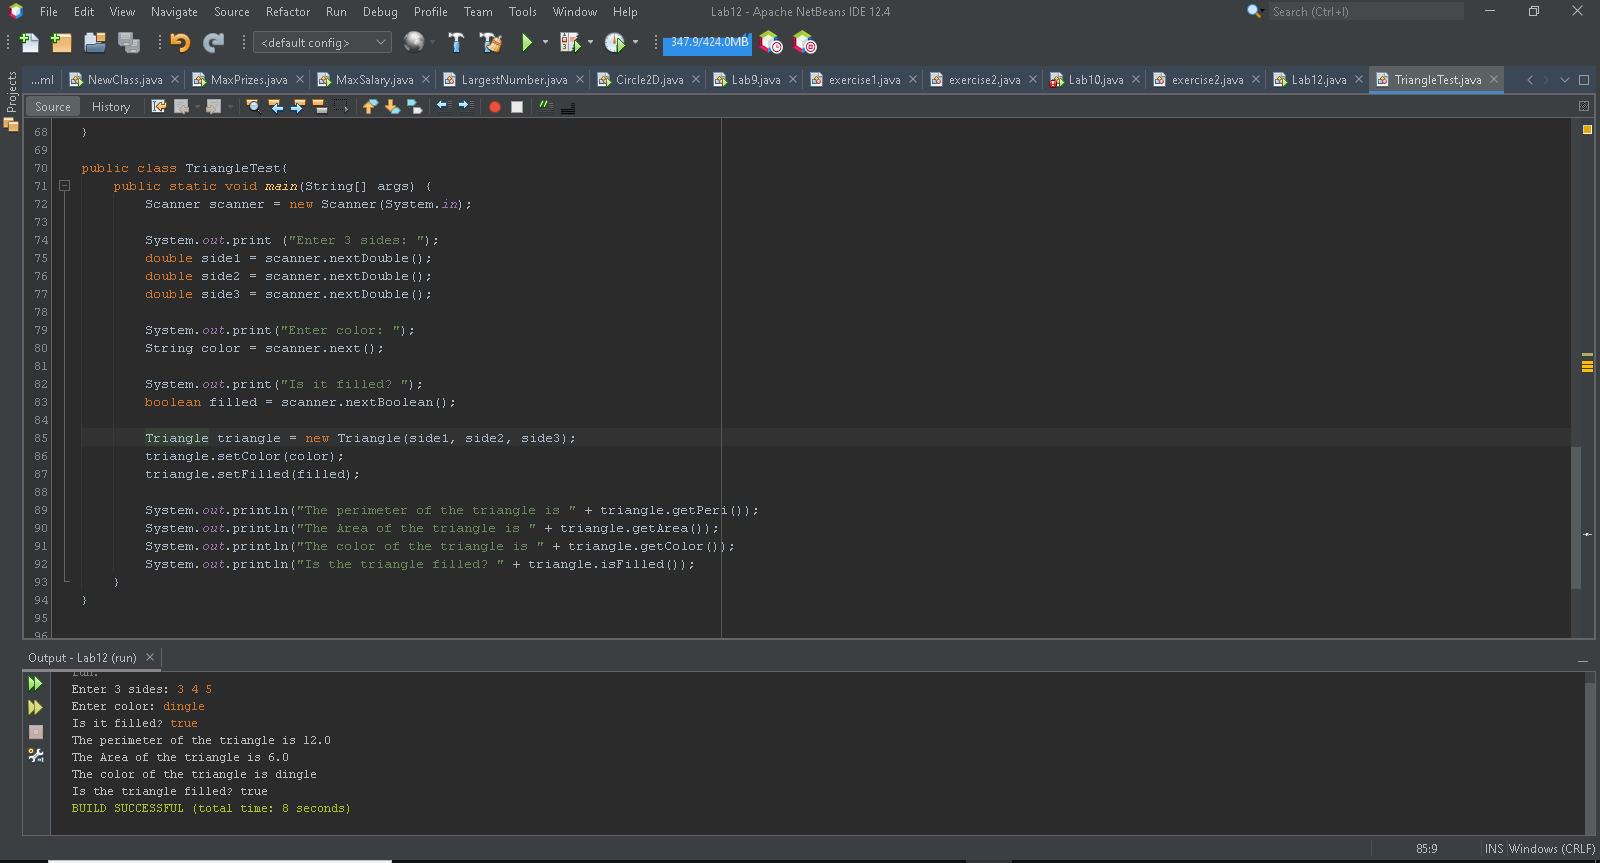 File Edit View Navigate Source Refactor Run Debug Profile Team Tools Window Help Lab12 - Apache NetBeans IDE 12.4 Search (Ctrl+I)
<default config> 347.9/424.0MB
Projects
...ml NewClass.java MaxPrizes.java MaxSalary.java LargestNumber.java Circle2D.java Lab9.java exercise1.java exercise2.java Lab10.java exercise2.java Lab12.java TriangleTest.java
Source History
68 }
69
70 public class TriangleTest{
71 public static void main(String[] args) {
72 Scanner scanner = new Scanner(System.in);
73
74 System.out.print ("Enter 3 sides: ");
75 double side1 = scanner.nextDouble();
76 double side2 = scanner.nextDouble();
77 double side3 = scanner.nextDouble();
78
79 System.out.print("Enter color: ");
80 String color = scanner.next();
81
82 System.out.print("Is it filled? ");
83 boolean filled = scanner.nextBoolean();
84
85 Triangle triangle = new Triangle(side1, side2, side3);
86 triangle.setColor(color);
87 triangle.setFilled(filled);
88
89 System.out.println("The perimeter of the triangle is " + triangle.getPeri());
90 System.out.println("The Area of the triangle is " + triangle.getArea());
91 System.out.println("The color of the triangle is " + triangle.getColor());
92 System.out.println("Is the triangle filled? " + triangle.isFilled());
93 }
94 }
95
96
Output - Lab12 (run)
run:
Enter 3 sides: 3 4 5
Enter color: dingle
Is it filled? true
The perimeter of the triangle is 12.0
The Area of the triangle is 6.0
The color of the triangle is dingle
Is the triangle filled? true
BUILD SUCCESSFUL (total time: 8 seconds)
85:9 INS Windows (CRLF)